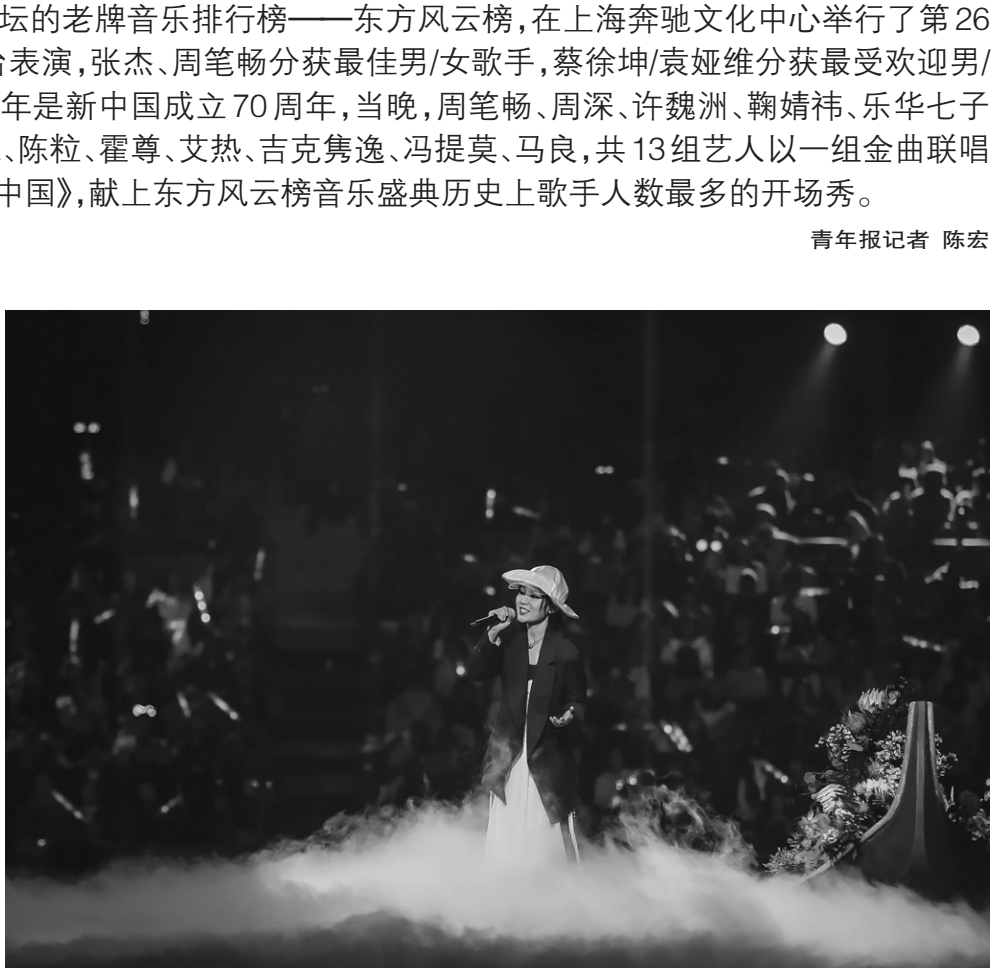 坛的老牌音乐排行榜——东方风云榜，在上海奔驰文化中心举行了第26
表演，张杰、周笔畅分获最佳男/女歌手，蔡徐坤/袁娅维分获最受欢迎男/
年是新中国成立70周年，当晚，周笔畅、周深、许魏洲、鞠婧祎、乐华七子
、陈粒、霍尊、艾热、吉克隽逸、冯提莫、马良，共13组艺人以一组金曲联唱
中国》，献上东方风云榜音乐盛典历史上歌手人数最多的开场秀。
青年报记者 陈宏